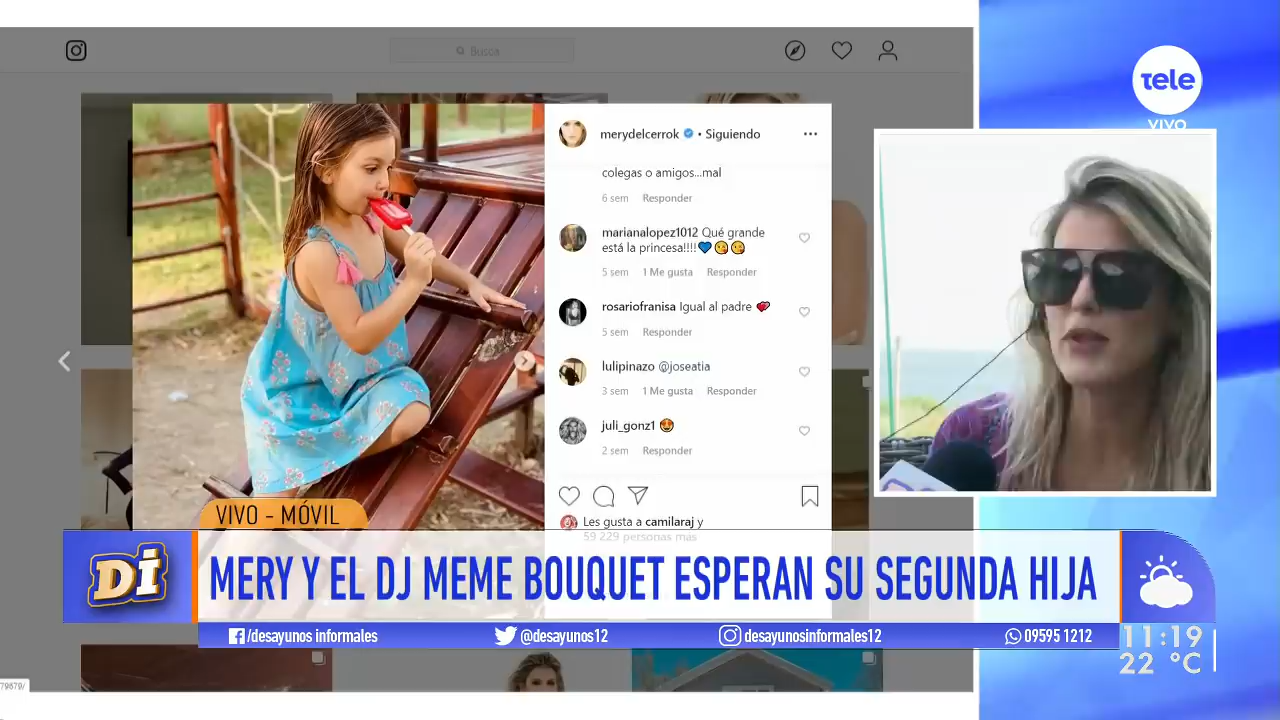 Busca
tele
VIVO
merydelcerrok • Siguiendo
colegas o amigos...mal
6 sem Responder
marianalopez1012 Qué grande
está la princesa!!!!💙😋😋
5 sem 1 Me gusta Responder
rosariofranisa Igual al padre 💕
5 sem Responder
lulipinazo @joseatia
3 sem 1 Me gusta Responder
juli_gonz1 🤩
2 sem Responder
Les gusta a camilaraj y
59 229 personas más
VIVO - MÓVIL
Di
MERY Y EL DJ MEME BOUQUET ESPERAN SU SEGUNDA HIJA
/desayunos informales
@desayunos12
desayunosinformales12
09595 1212
11:19
22 °C
79679/